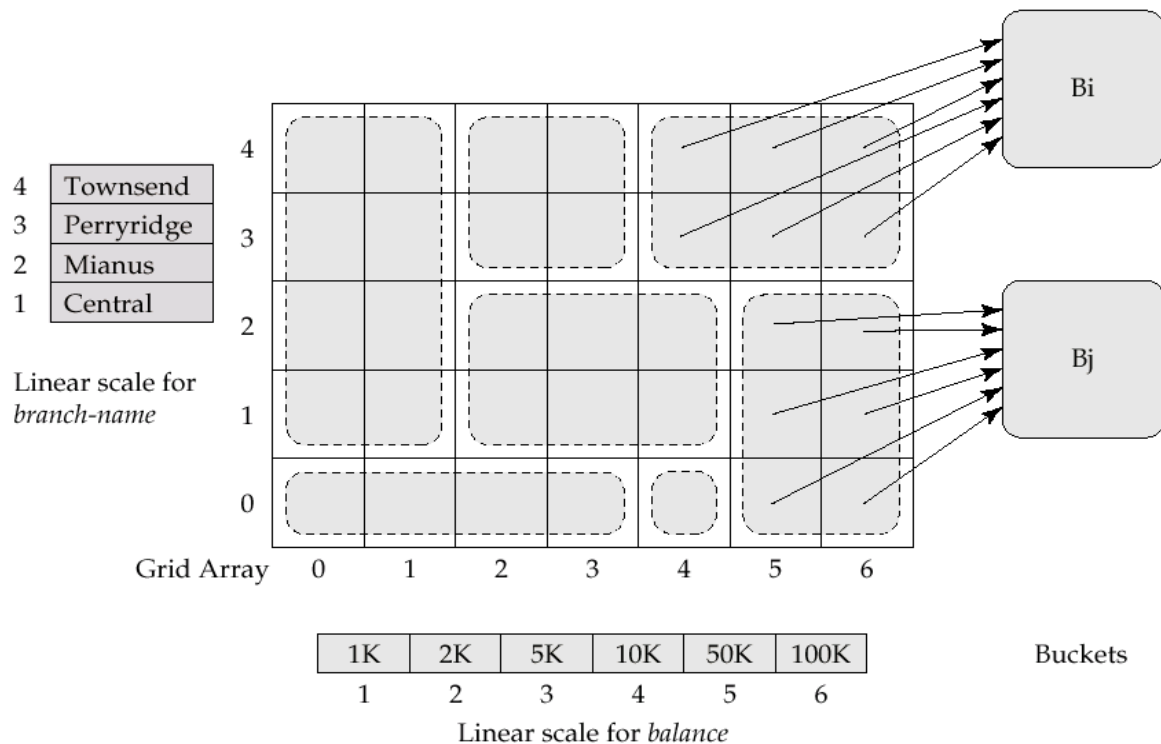 Bi
4
4 Townsend
3 Perryridge
3
2 Mianus
1 Central
2
Bj
Linear scale for
branch-name
1
0
Grid Array 0 1 2 3 4 5 6
1K 2K 5K 10K 50K 100K
Buckets
1 2 3 4 5 6
Linear scale for balance